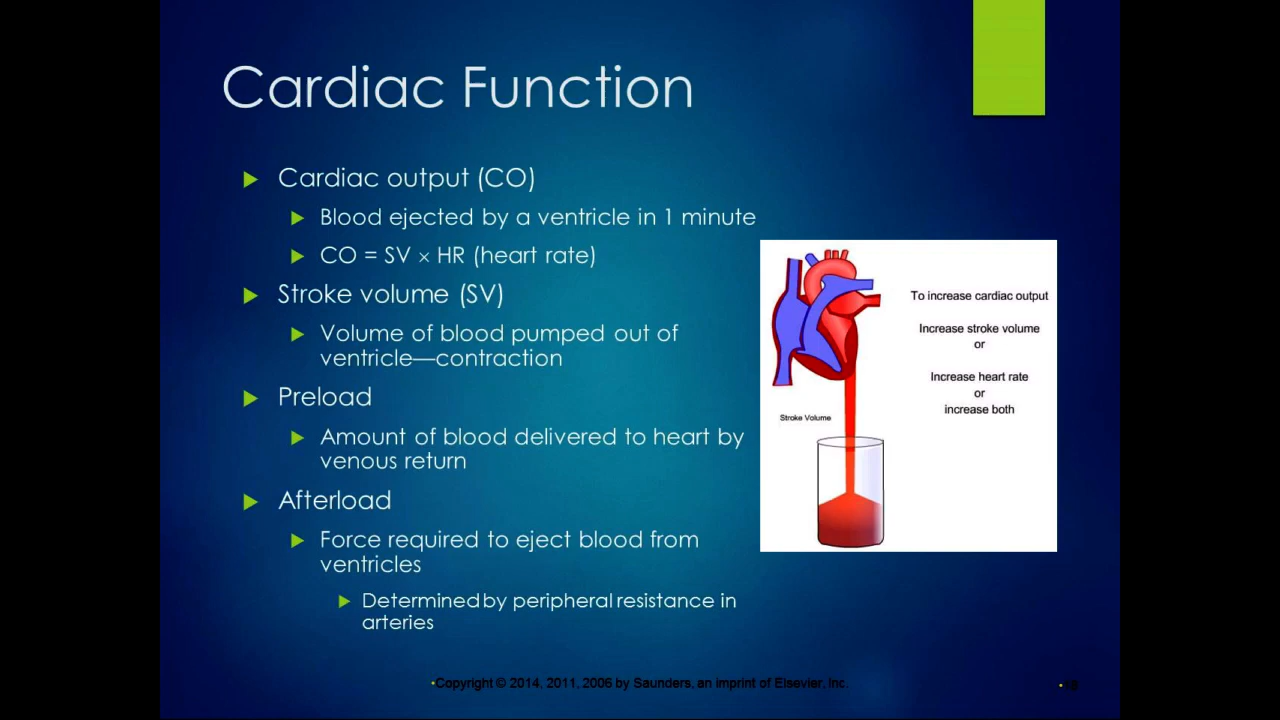 Cardiac Function
Cardiac output (CO)
Blood ejected by a ventricle in 1 minute
CO = SV × HR (heart rate)
Stroke volume (SV)
Volume of blood pumped out of
ventricle—contraction
Preload
Amount of blood delivered to heart by
venous return
Afterload
Force required to eject blood from
ventricles
Determined by peripheral resistance in
arteries
To increase cardiac output
Increase stroke volume
or
Increase heart rate
or
increase both
Stroke Volume
•Copyright © 2014, 2011, 2006 by Saunders, an imprint of Elsevier, Inc.